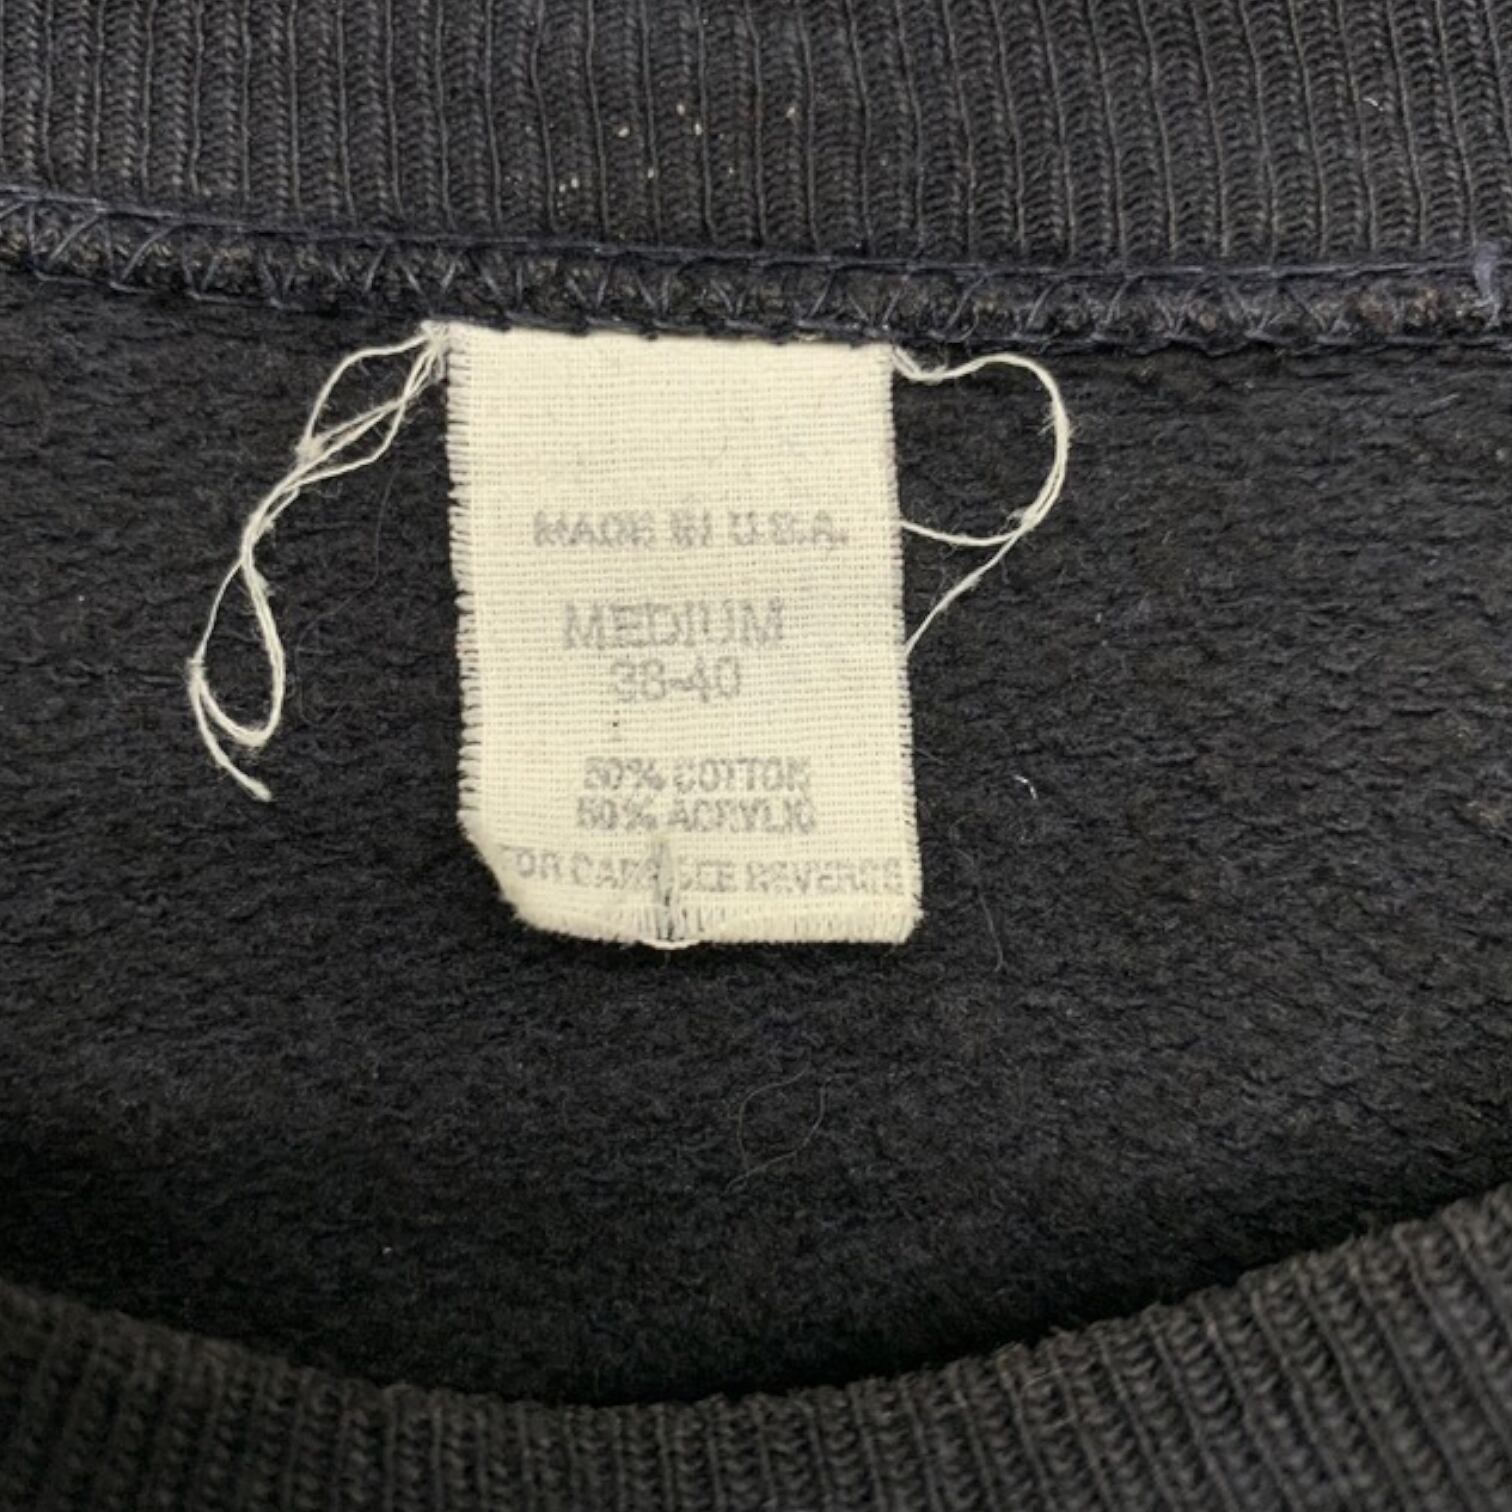 MADE IN U.S.A.
MEDIUM
38-40
50% COTTON
50% ACRYLIC
FOR CARE SEE REVERSE